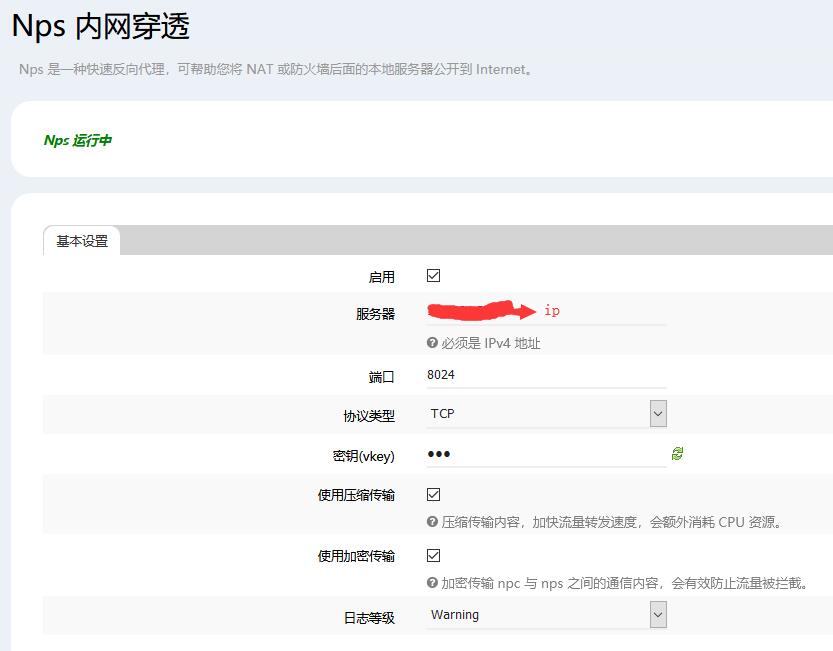 Nps 内网穿透
Nps 是一种快速反向代理，可帮助您将 NAT 或防火墙后面的本地服务器公开到 Internet。
Nps 运行中
基本设置
启用
服务器 ip
必须是 IPv4 地址
端口 8024
协议类型 TCP
密钥(vkey) •••
使用压缩传输
压缩传输内容，加快流量转发速度，会额外消耗 CPU 资源。
使用加密传输
加密传输 npc 与 nps 之间的通信内容，会有效防止流量被拦截。
日志等级 Warning